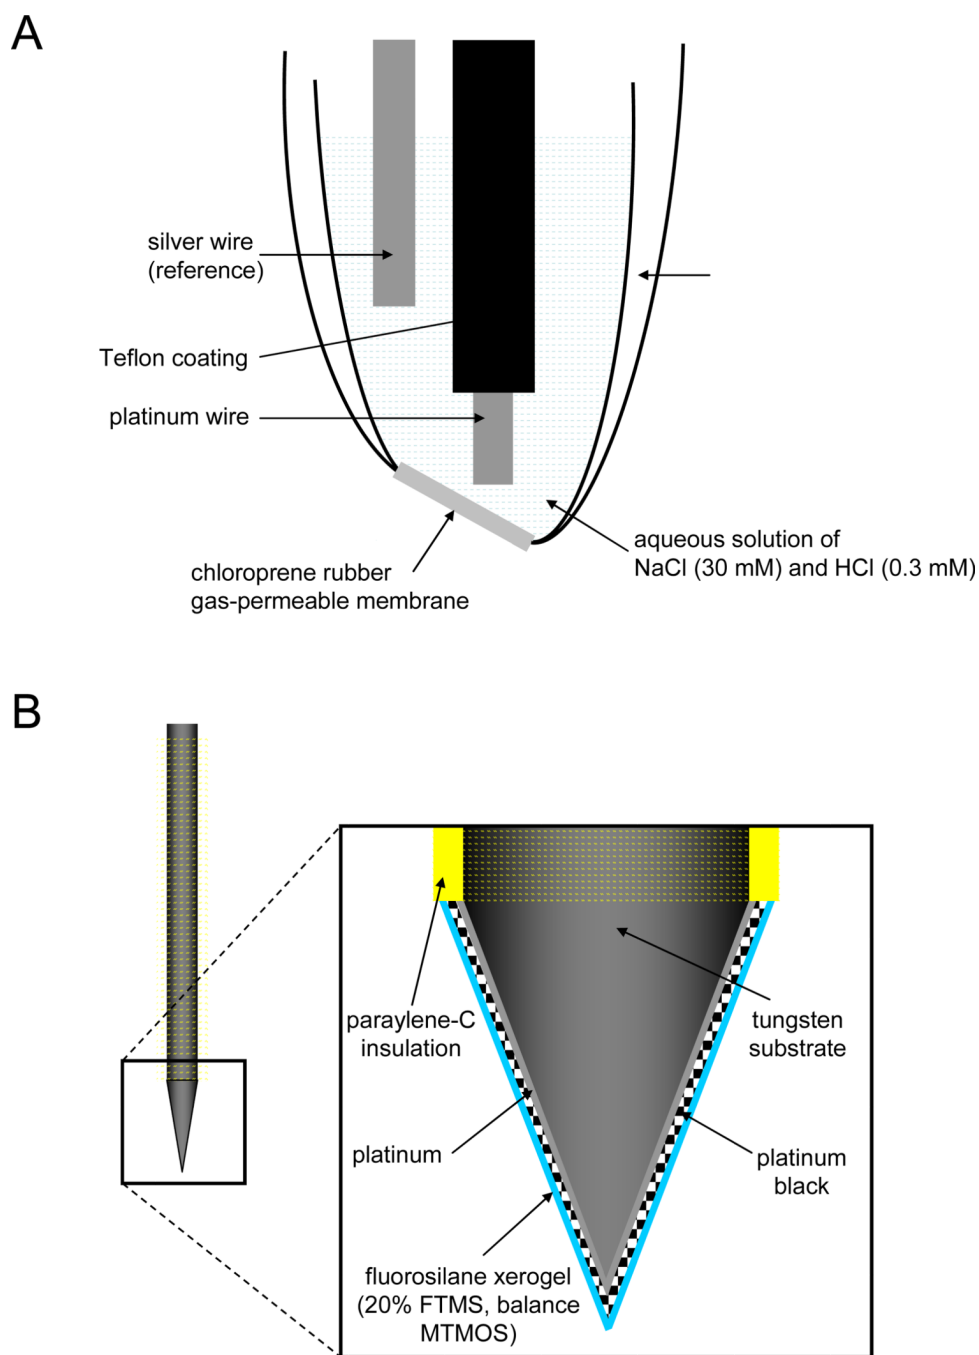 A
silver wire
(reference)
Teflon coating
platinum wire
chloroprene rubber
gas-permeable membrane
aqueous solution of
NaCl (30 mM) and HCl (0.3 mM)
B
paraylene-C
insulation
tungsten
substrate
platinum
platinum
black
fluorosilane xerogel
(20% FTMS, balance
MTMOS)